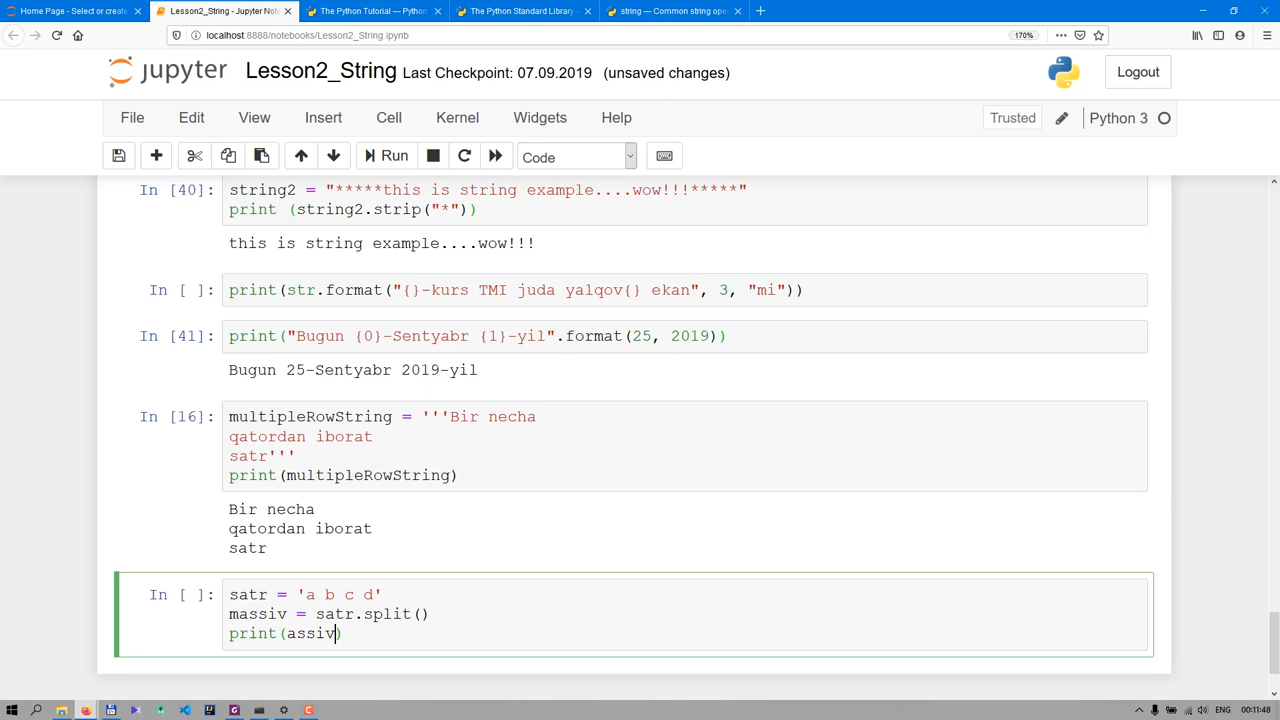 Home Page - Select or create
Lesson2_String - Jupyter Not
The Python Tutorial — Python
The Python Standard Library —
string — Common string ope
localhost:8888/notebooks/Lesson2_String.ipynb
170%
jupyter
Lesson2_String Last Checkpoint: 07.09.2019 (unsaved changes)
Logout
File Edit View Insert Cell Kernel Widgets Help
Trusted
Python 3
Run
Code
In [40]: string2 = "*****this is string example....wow!!!*****"
print (string2.strip("*"))
this is string example....wow!!!
In [ ]: print(str.format("{}-kurs TMI juda yalqov{} ekan", 3, "mi"))
In [41]: print("Bugun {0}-Sentyabr {1}-yil".format(25, 2019))
Bugun 25-Sentyabr 2019-yil
In [16]: multipleRowString = '''Bir necha
qatordan iborat
satr'''
print(multipleRowString)
Bir necha
qatordan iborat
satr
In [ ]: satr = 'a b c d'
massiv = satr.split()
print(assiv)
ENG
00:11:48